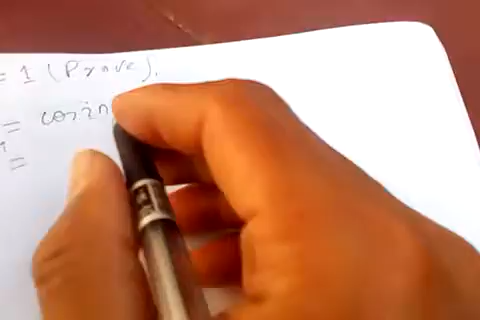 = 1 (Prove).
= cosin
=